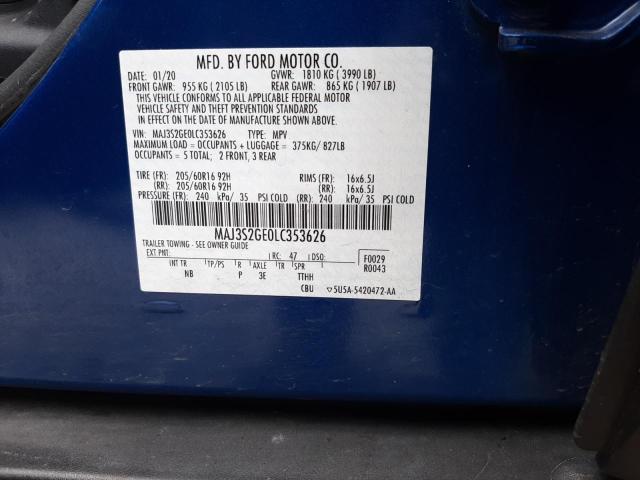 MFD. BY FORD MOTOR CO.
DATE: 01/20 GVWR: 1810 KG ( 3990 LB)
FRONT GAWR: 955 KG ( 2105 LB) REAR GAWR: 865 KG ( 1907 LB)
THIS VEHICLE CONFORMS TO ALL APPLICABLE FEDERAL MOTOR
VEHICLE SAFETY AND THEFT PREVENTION STANDARDS
IN EFFECT ON THE DATE OF MANUFACTURE SHOWN ABOVE
VIN: MAJ3S2GE0LC353626 TYPE: MPV
MAXIMUM LOAD = OCCUPANTS + LUGGAGE = 375KG/ 827LB
OCCUPANTS = 5 TOTAL; 2 FRONT, 3 REAR
TIRE (FR): 205/60R16 92H RIMS (FR): 16x6.5J
(RR): 205/60R16 92H (RR): 16x6.5J
PRESSURE (FR): 240 kPa/ 35 PSI COLD (RR): 240 kPa/ 35 PSI COLD
MAJ3S2GE0LC353626
TRAILER TOWING - SEE OWNER GUIDE
EXT PNT: RC: 47 DSO: F0029
R0043
INT TR TP/PS R AXLE TR SPR
NB P 3E TTHH
CBU ▽5U5A-5420472-AA